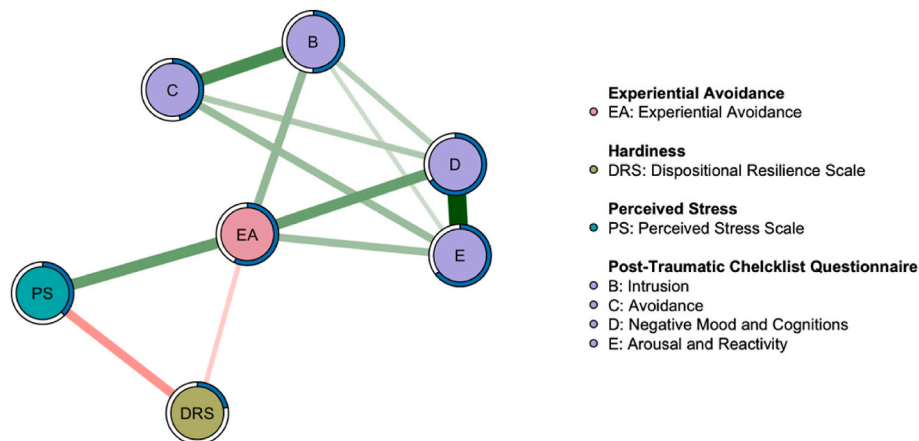 B
C
D
EA
E
PS
DRS
Experiential Avoidance
EA: Experiential Avoidance
Hardiness
DRS: Dispositional Resilience Scale
Perceived Stress
PS: Perceived Stress Scale
Post-Traumatic Chelcklist Questionnaire
B: Intrusion
C: Avoidance
D: Negative Mood and Cognitions
E: Arousal and Reactivity